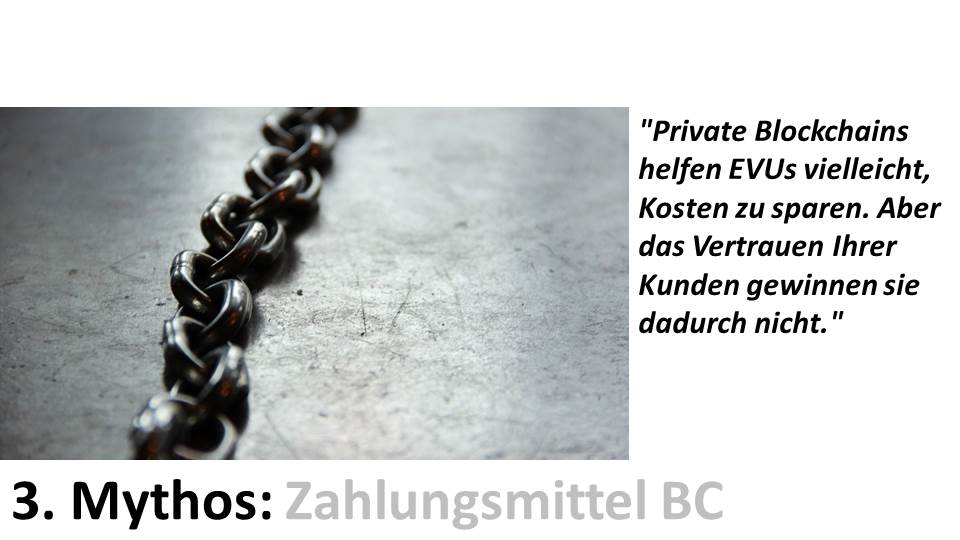 "Private Blockchains
helfen EVUs vielleicht,
Kosten zu sparen. Aber
das Vertrauen Ihrer
Kunden gewinnen sie
dadurch nicht."
3. Mythos: Zahlungsmittel BC